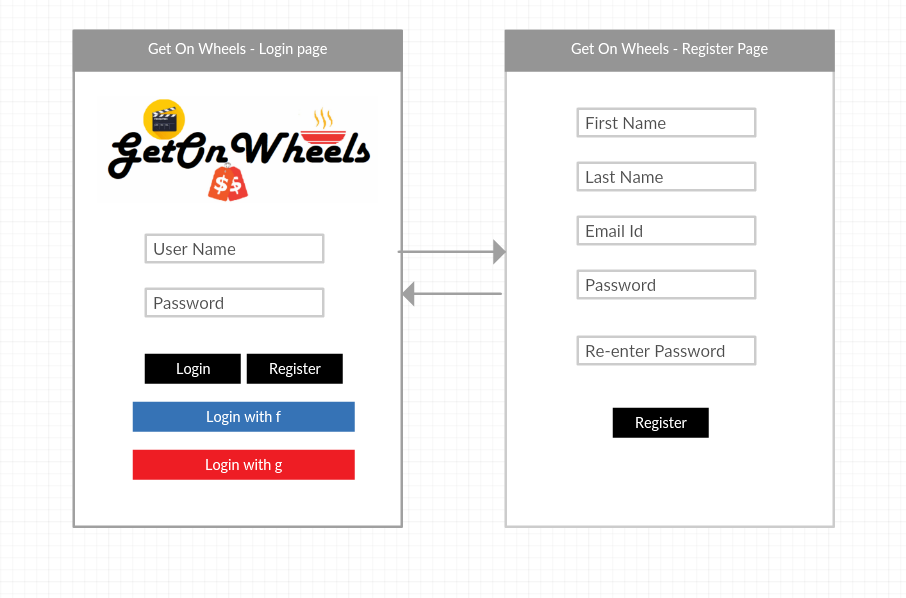 Get On Wheels - Login page
GetOnWheels
$$
User Name
Password
Login
Register
Login with f
Login with g
Get On Wheels - Register Page
First Name
Last Name
Email Id
Password
Re-enter Password
Register